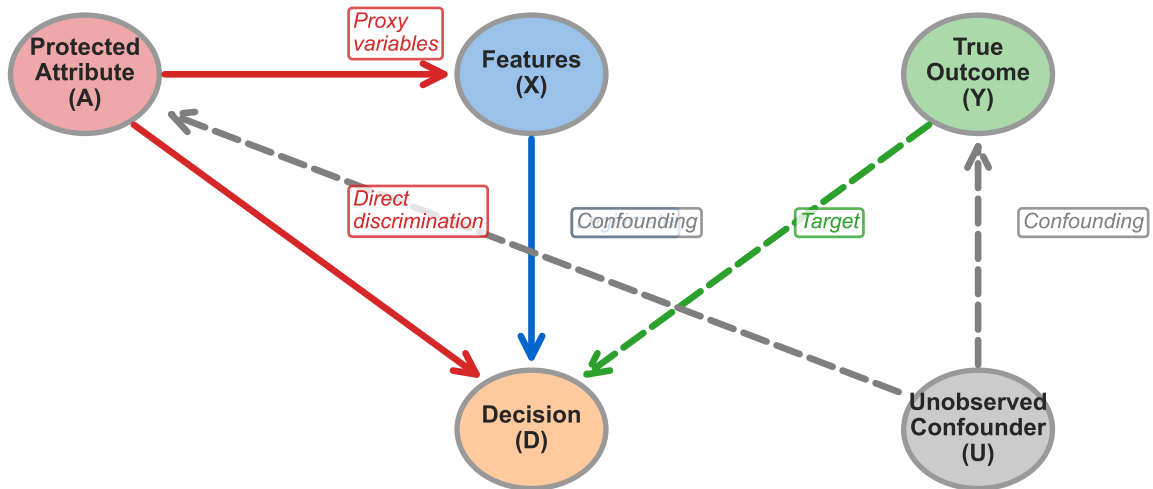 Protected
Attribute
(A)
Proxy
variables
Features
(X)
True
Outcome
(Y)
Direct
discrimination
Confounding
Target
Confounding
Decision
(D)
Unobserved
Confounder
(U)